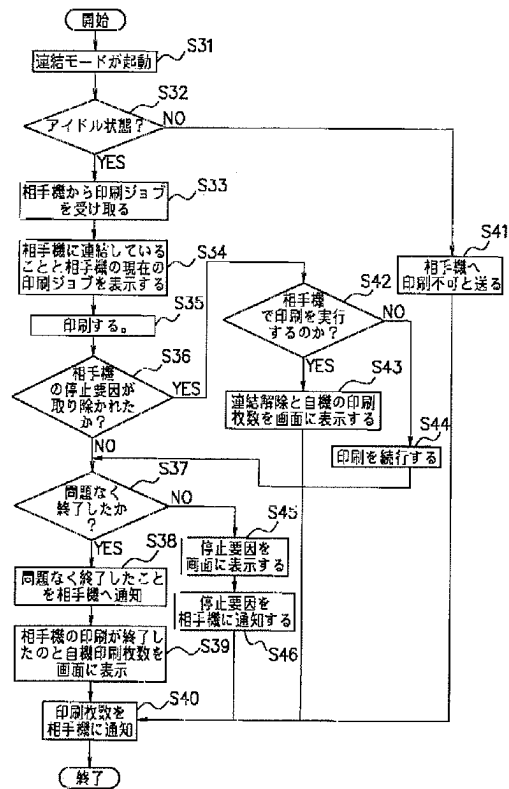 開始
S31
連結モードが起動
S32
アイドル状態?
NO
YES
S33
相手機から印刷ジョブ
を受け取る
S34
相手機に連結している
ことと相手機の現在の
印刷ジョブを表示する
S41
相手機へ
印刷不可と送る
S35
印刷する。
S42
相手機
で印刷を実行
するのか?
NO
YES
S36
相手機
の停止要因が
取り除かれた
か?
YES
NO
S43
連結解除と自機の印刷
枚数を画面に表示する
S44
印刷を続行する
S37
問題なく
終了したか
?
NO
YES
S45
停止要因を
画面に表示する
S38
問題なく終了したこと
を相手機へ通知
停止要因を
相手機に通知する
S46
相手機の印刷が終了し
たのと自機印刷枚数を
画面に表示
S39
S40
印刷枚数を
相手機に通知
終了